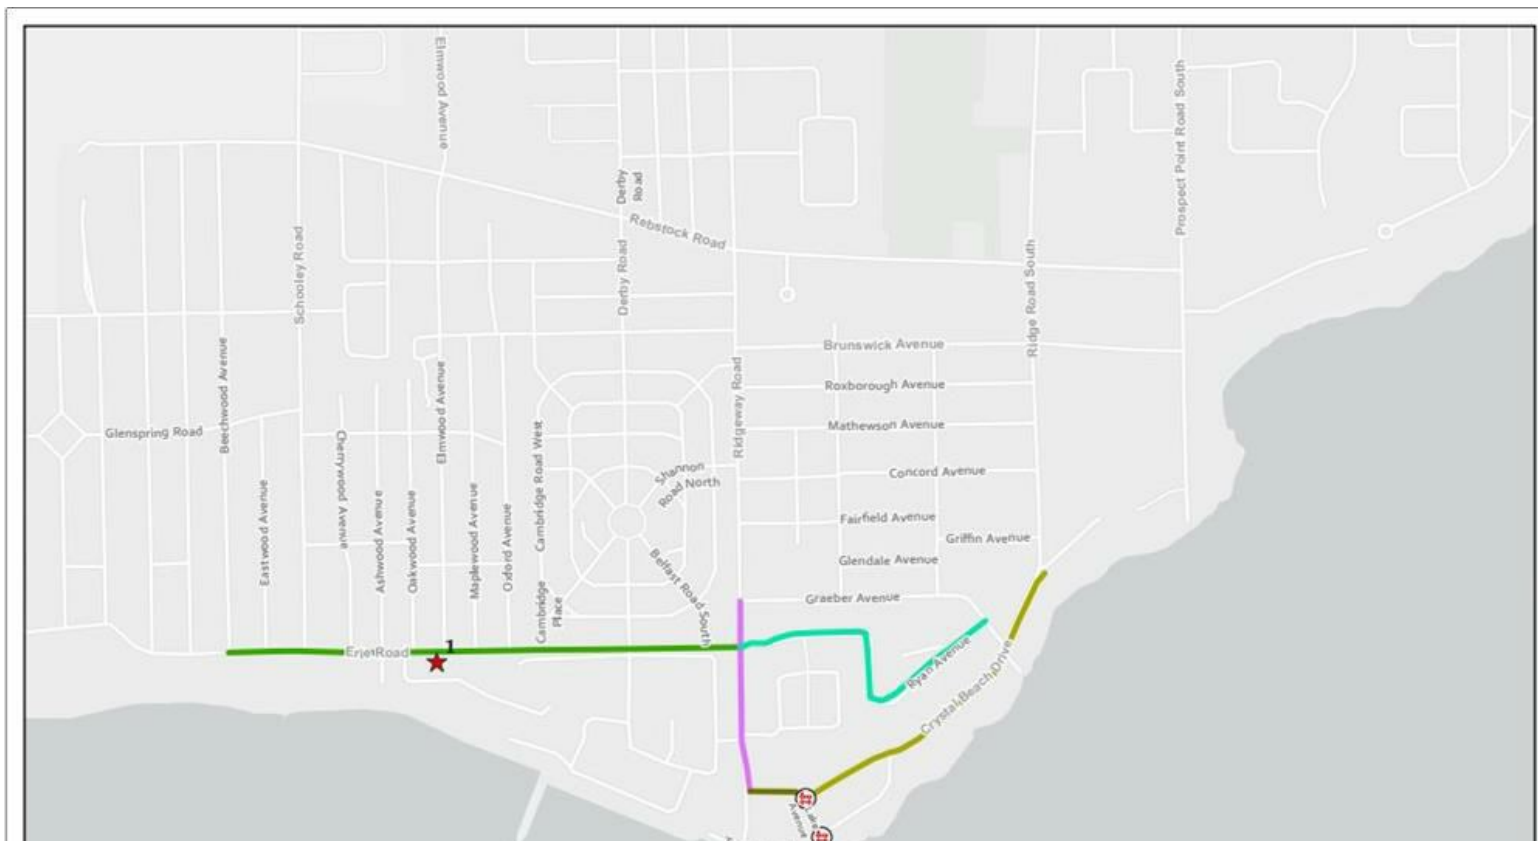 Elmwood Avenue
Prospect Point Road South
Derby
Road
Rebstock Road
Schooley Road
Derby Road
Ridge Road South
Brunswick Avenue
Beechwood Avenue
Elmwood Avenue
Ridgeway Road
Roxborough Avenue
Mathewson Avenue
Glenspring Road
Cherrywood Avenue
Cambridge Road West
Shannon
Road North
Concord Avenue
Eastwood Avenue
Ashwood Avenue
Oakwood Avenue
Maplewood Avenue
Oxford Avenue
Fairfield Avenue
Griffin Avenue
Glendale Avenue
Belfast Road South
Cambridge
Place
Graeber Avenue
Erie Road
1
Ryan Avenue
Crystal Beach Drive
Lake
Avenue